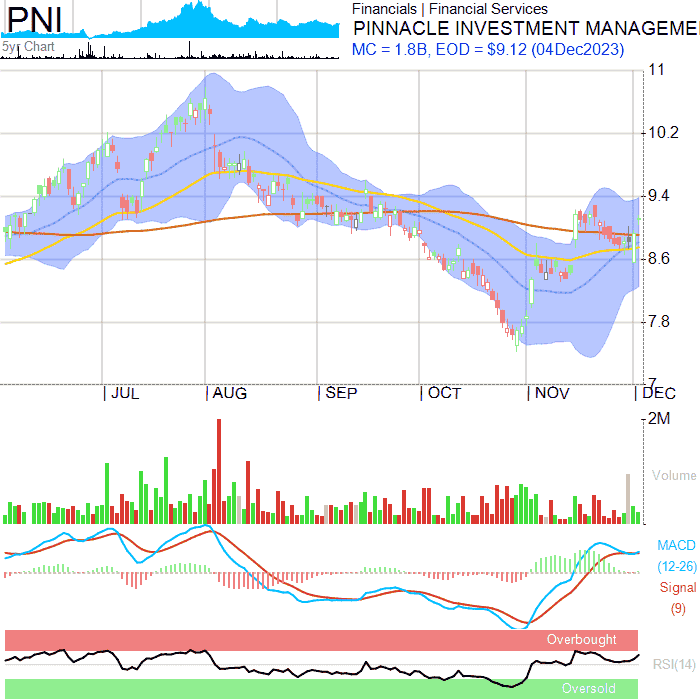 PNI
5yr Chart
Financials | Financial Services
PINNACLE INVESTMENT MANAGEME
MC = 1.8B, EOD = $9.12 (04Dec2023)
11
10.2
9.4
8.6
7.8
7
JUL AUG SEP OCT NOV DEC
2M
Volume
MACD
(12-26)
Signal
(9)
Overbought
RSI(14)
Oversold